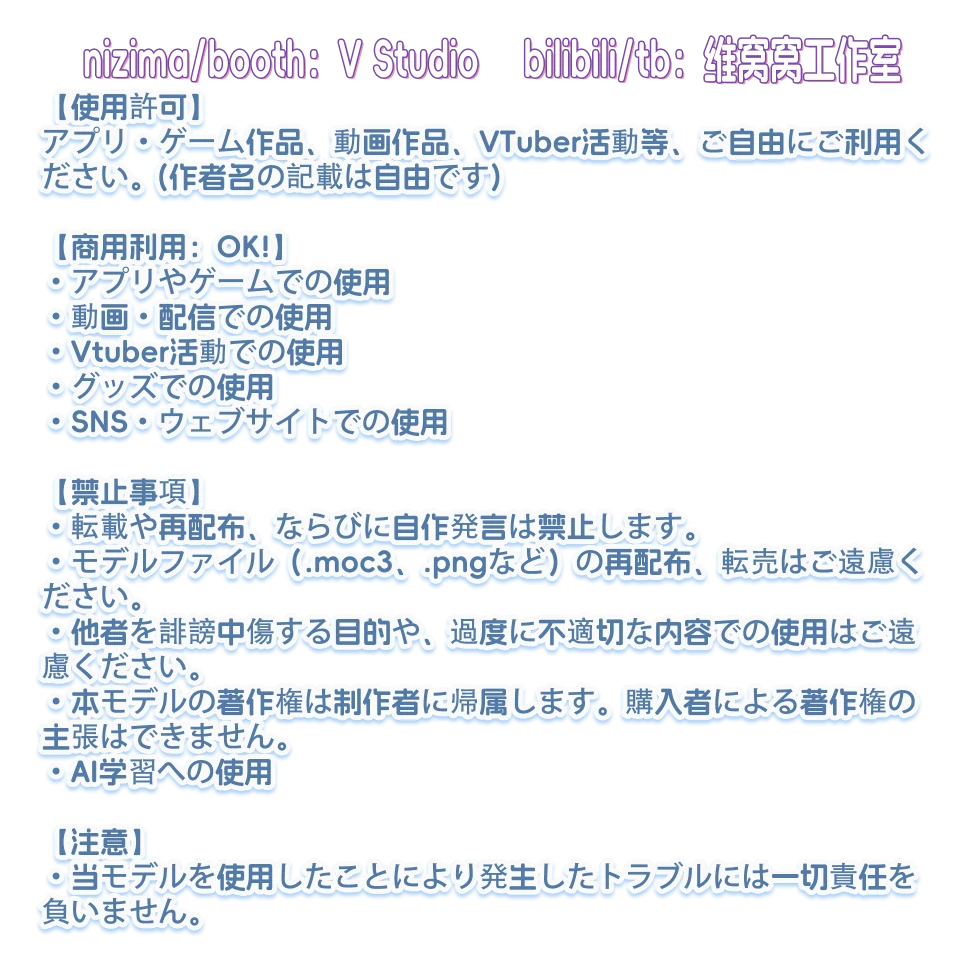 nizima/booth：V Studio　bilibili/tb：维窝窝工作室
【使用許可】
アプリ・ゲーム作品、動画作品、VTuber活動等、ご自由にご利用く
ださい。(作者名の記載は自由です)
【商用利用：OK!】
・アプリやゲームでの使用
・動画・配信での使用
・Vtuber活動での使用
・グッズでの使用
・SNS・ウェブサイトでの使用
【禁止事項】
・転載や再配布、ならびに自作発言は禁止します。
・モデルファイル（.moc3、.pngなど）の再配布、転売はご遠慮く
ださい。
・他者を誹謗中傷する目的や、過度に不適切な内容での使用はご遠
慮ください。
・本モデルの著作権は制作者に帰属します。購入者による著作権の
主張はできません。
・AI学習への使用
【注意】
・当モデルを使用したことにより発生したトラブルには一切責任を
負いません。